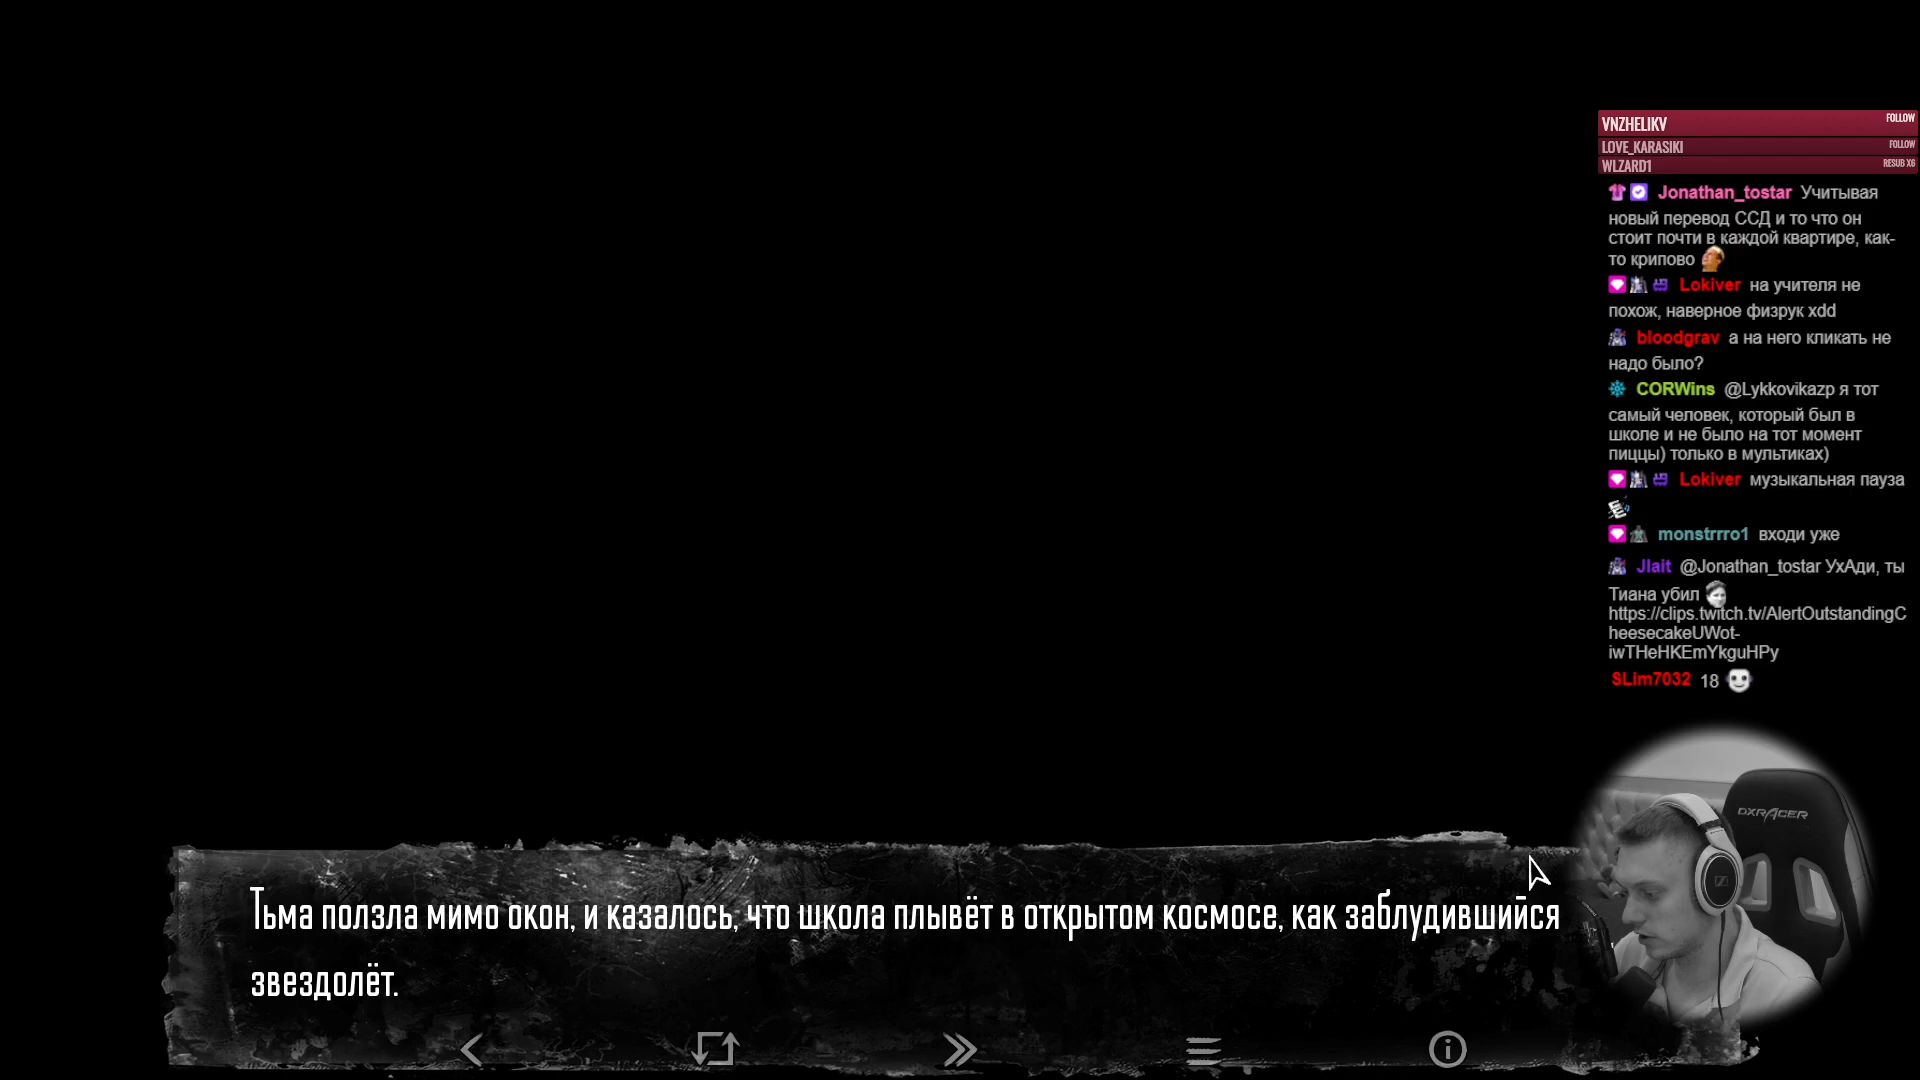 VNZHELIKV FOLLOW
LOVE_KARASIKI FOLLOW
WLZARD1 RESUB X6
Jonathan_tostar Учитывая
новый перевод ССД и то что он
стоит почти в каждой квартире, как-
то крипово
Lokiver на учителя не
похож, наверное физрук xdd
bloodgrav а на него кликать не
надо было?
CORWins @Lykkovikazp я тот
самый человек, который был в
школе и не было на тот момент
пиццы) только в мультиках)
Lokiver музыкальная пауза
monstrrro1 входи уже
Jlait @Jonathan_tostar УхАди, ты
Тиана убил
https://clips.twitch.tv/AlertOutstandingC
heesecakeUWot-
iwTHeHKEmYkguHPy
SLim7032 18
DXRACER
Тьма ползла мимо окон, и казалось, что школа плывёт в открытом космосе, как заблудившийся
звездолёт.